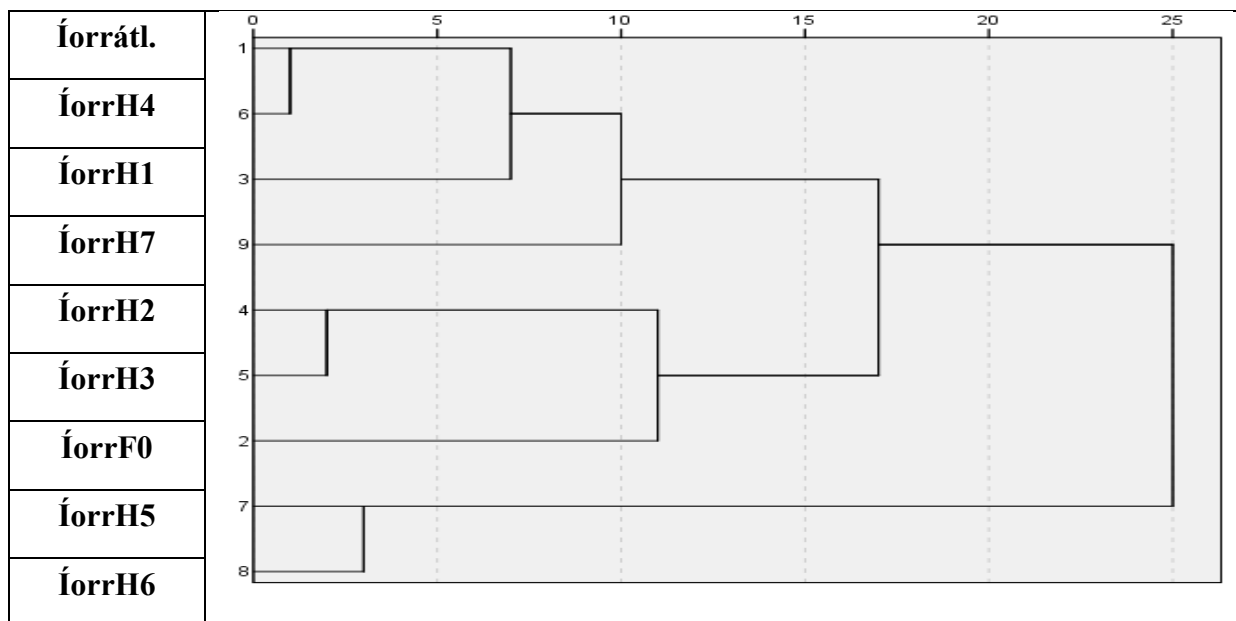 0 5 10 15 20 25
Íorrátl. 1
ÍorrH4 6
ÍorrH1 3
ÍorrH7 9
ÍorrH2 4
ÍorrH3 5
ÍorrF0 2
ÍorrH5 7
ÍorrH6 8